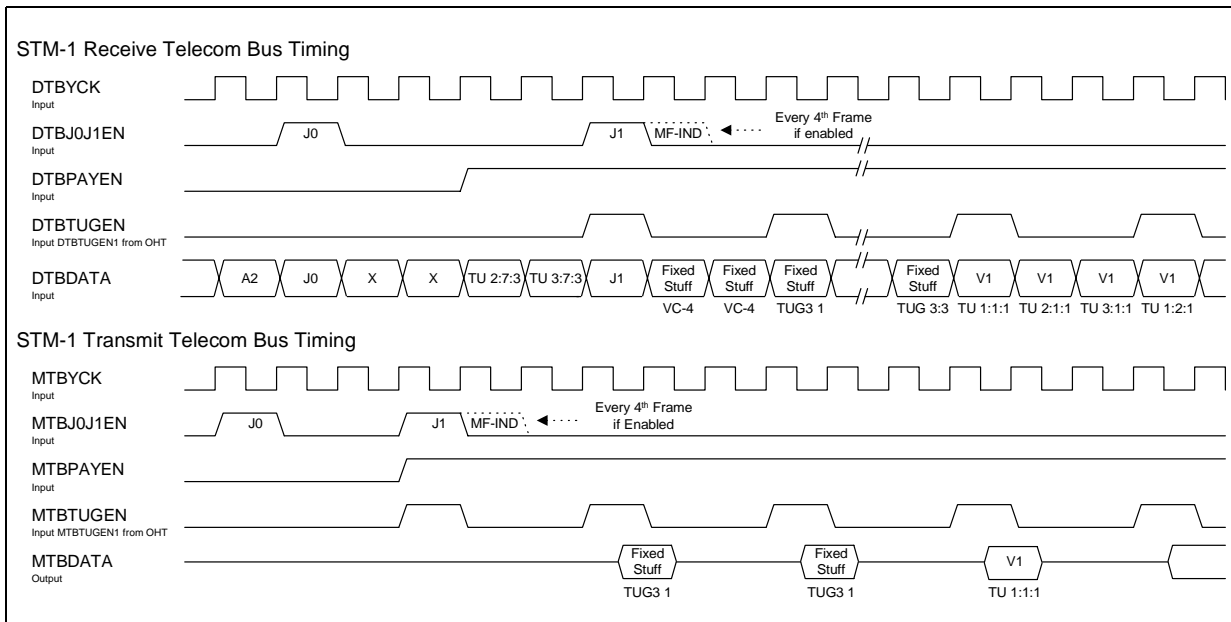 STM-1 Receive Telecom Bus Timing
DTBYCK
Input
DTBJ0J1EN
Input
J0
J1
MF-IND
Every 4th Frame
if enabled
DTBPAYEN
Input
DTBTUGEN
Input DTBTUGEN1 from OHT
DTBDATA
Input
A2
J0
X
X
TU 2:7:3
TU 3:7:3
J1
Fixed
Stuff
Fixed
Stuff
Fixed
Stuff
Fixed
Stuff
V1
V1
V1
V1
VC-4
VC-4
TUG3 1
TUG 3:3
TU 1:1:1
TU 2:1:1
TU 3:1:1
TU 1:2:1
STM-1 Transmit Telecom Bus Timing
MTBYCK
Input
MTBJ0J1EN
Input
J0
J1
MF-IND
Every 4th Frame
if Enabled
MTBPAYEN
Input
MTBTUGEN
Input MTBTUGEN1 from OHT
MTBDATA
Output
Fixed
Stuff
Fixed
Stuff
V1
TUG3 1
TUG3 1
TU 1:1:1